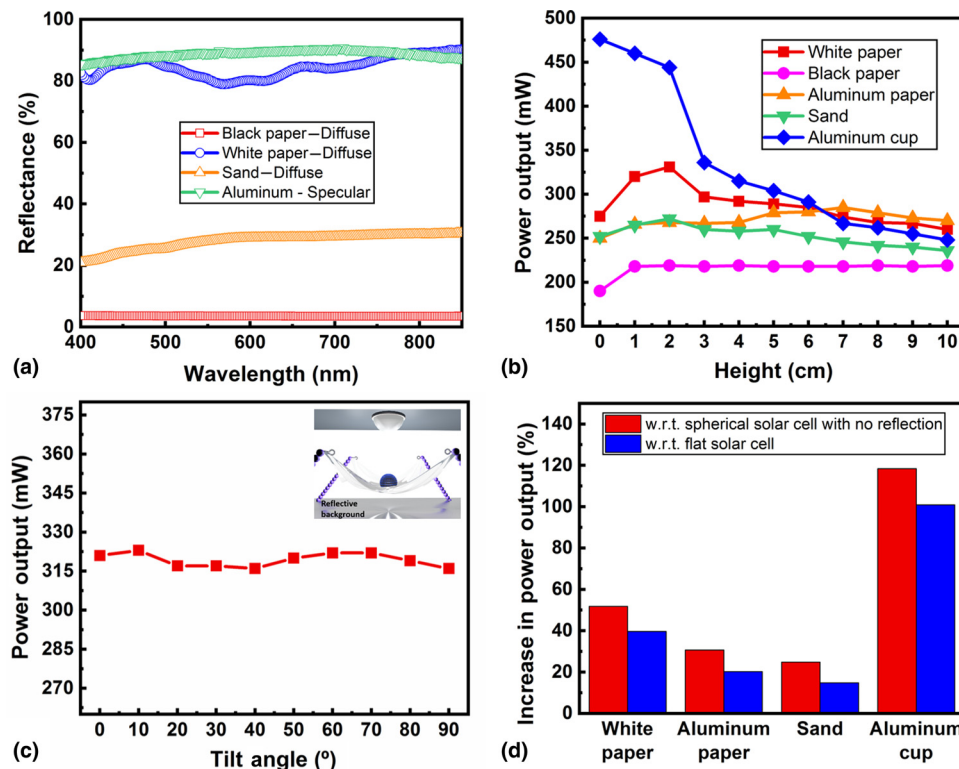 100
80
60
40
20
0
Reflectance (%)
Black paper—Diffuse
White paper—Diffuse
Sand—Diffuse
Aluminum - Specular
400 500 600 700 800
Wavelength (nm)
(a)
500
450
400
350
300
250
200
150
Power output (mW)
White paper
Black paper
Aluminum paper
Sand
Aluminum cup
0 1 2 3 4 5 6 7 8 9 10
Height (cm)
(b)
375
360
345
330
315
300
285
270
Power output (mW)
Reflective
background
0 10 20 30 40 50 60 70 80 90
Tilt angle (º)
(c)
140
120
100
80
60
40
20
0
Increase in power output (%)
w.r.t. spherical solar cell with no reflection
w.r.t. flat solar cell
White
paper
Aluminum
paper
Sand
Aluminum
cup
(d)